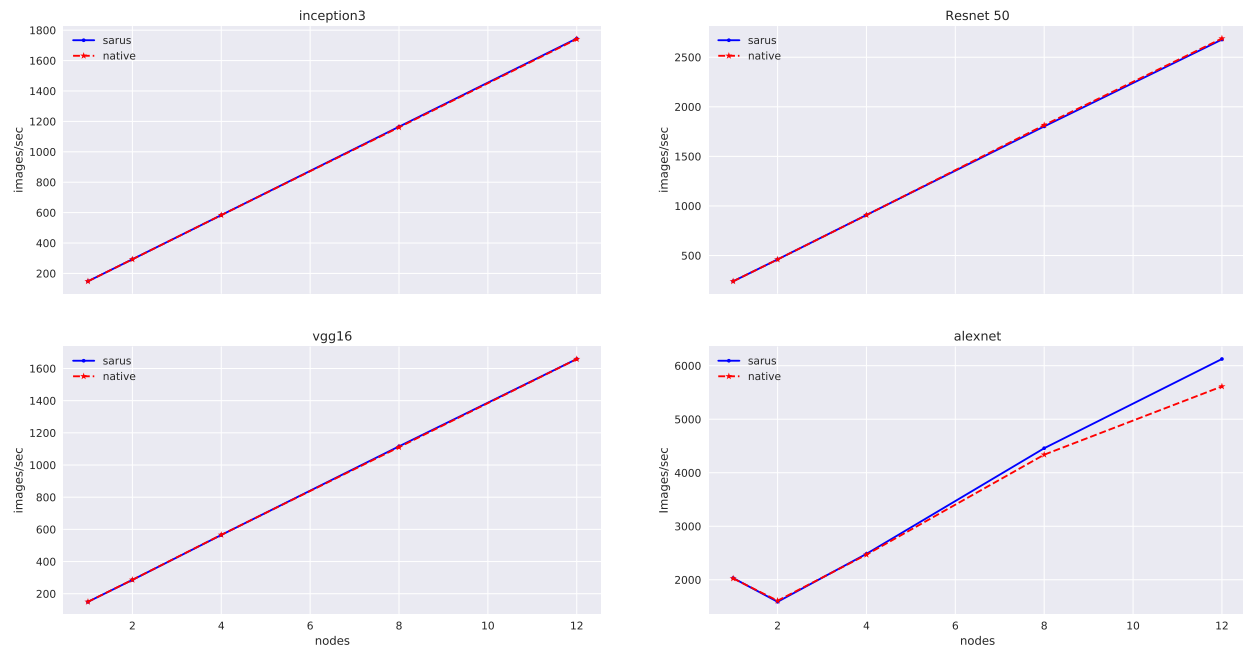 inception3
sarus
native
images/sec
1800
1600
1400
1200
1000
800
600
400
200
Resnet 50
sarus
native
images/sec
2500
2000
1500
1000
500
vgg16
sarus
native
images/sec
1600
1400
1200
1000
800
600
400
200
2 4 6 8 10 12
nodes
alexnet
sarus
native
Images/sec
6000
5000
4000
3000
2000
2 4 6 8 10 12
nodes